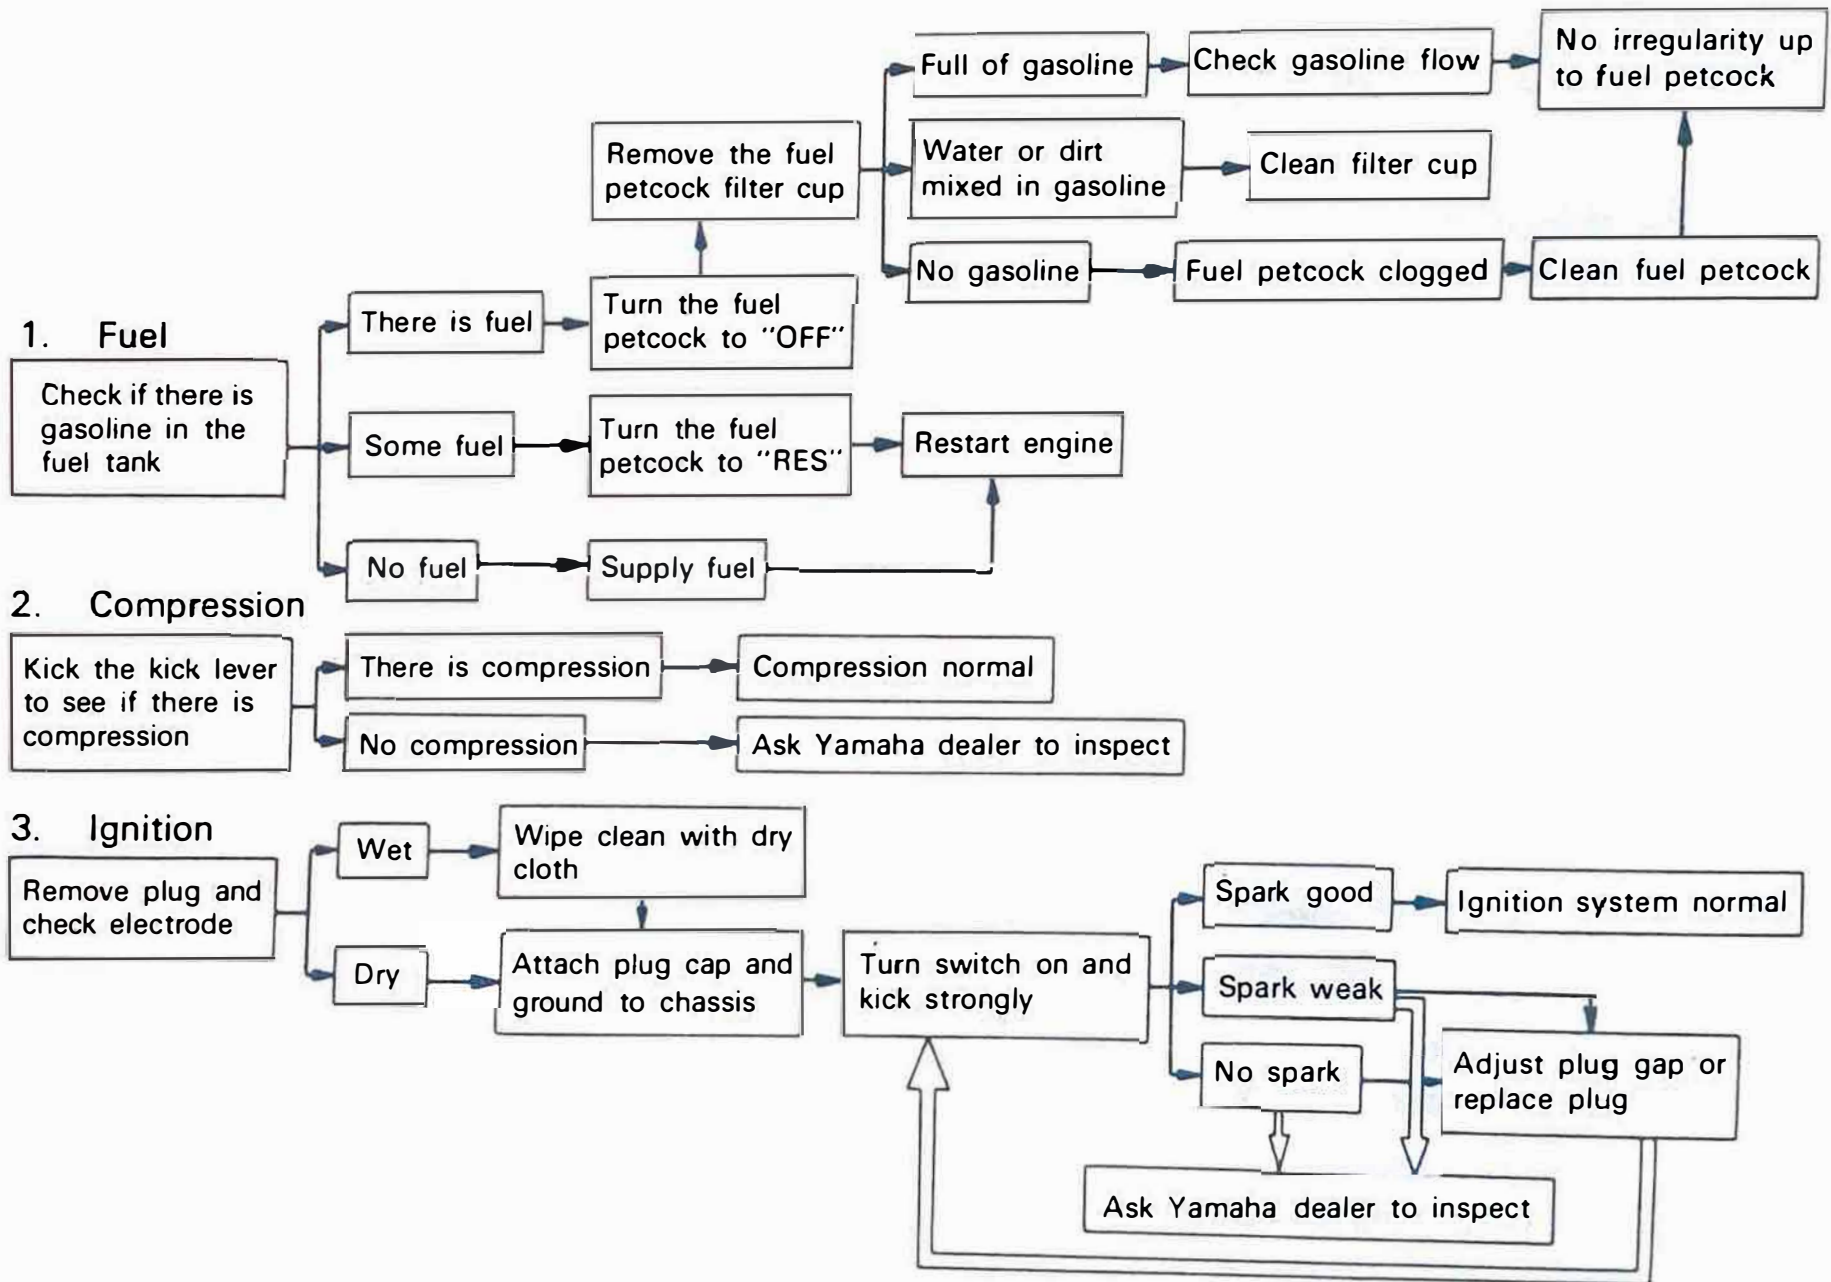 1. Fuel
Check if there is
gasoline in the
fuel tank
There is fuel
Turn the fuel
petcock to "OFF"
Remove the fuel
petcock filter cup
Full of gasoline
Check gasoline flow
No irregularity up
to fuel petcock
Water or dirt
mixed in gasoline
Clean filter cup
No gasoline
Fuel petcock clogged
Clean fuel petcock
Some fuel
Turn the fuel
petcock to "RES"
Restart engine
No fuel
Supply fuel
2. Compression
Kick the kick lever
to see if there is
compression
There is compression
Compression normal
No compression
Ask Yamaha dealer to inspect
3. Ignition
Remove plug and
check electrode
Wet
Wipe clean with dry
cloth
Dry
Attach plug cap and
ground to chassis
Turn switch on and
kick strongly
Spark good
Ignition system normal
Spark weak
No spark
Adjust plug gap or
replace plug
Ask Yamaha dealer to inspect